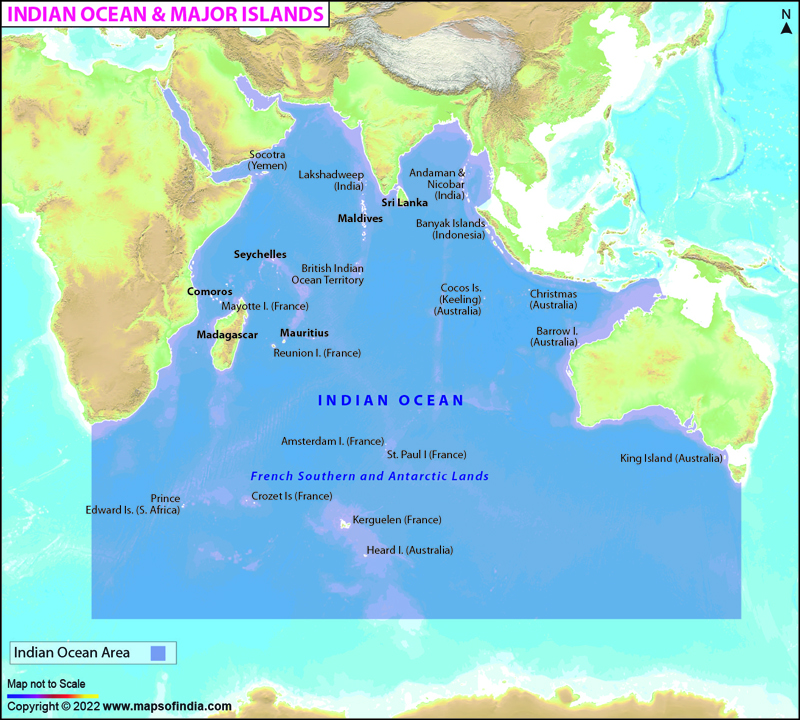 INDIAN OCEAN & MAJOR ISLANDS
N
Socotra
(Yemen)
Lakshadweep
(India)
Andaman &
Nicobar
(India)
Sri Lanka
Maldives
Banyak Islands
(Indonesia)
Seychelles
British Indian
Ocean Territory
Comoros
Mayotte I. (France)
Cocos Is.
(Keeling)
(Australia)
Christmas
(Australia)
Madagascar
Mauritius
Reunion I. (France)
Barrow I.
(Australia)
INDIAN OCEAN
Amsterdam I. (France)
St. Paul I (France)
King Island (Australia)
French Southern and Antarctic Lands
Prince
Edward Is. (S. Africa)
Crozet Is (France)
Kerguelen (France)
Heard I. (Australia)
Indian Ocean Area
Map not to Scale
Copyright © 2022 www.mapsofindia.com